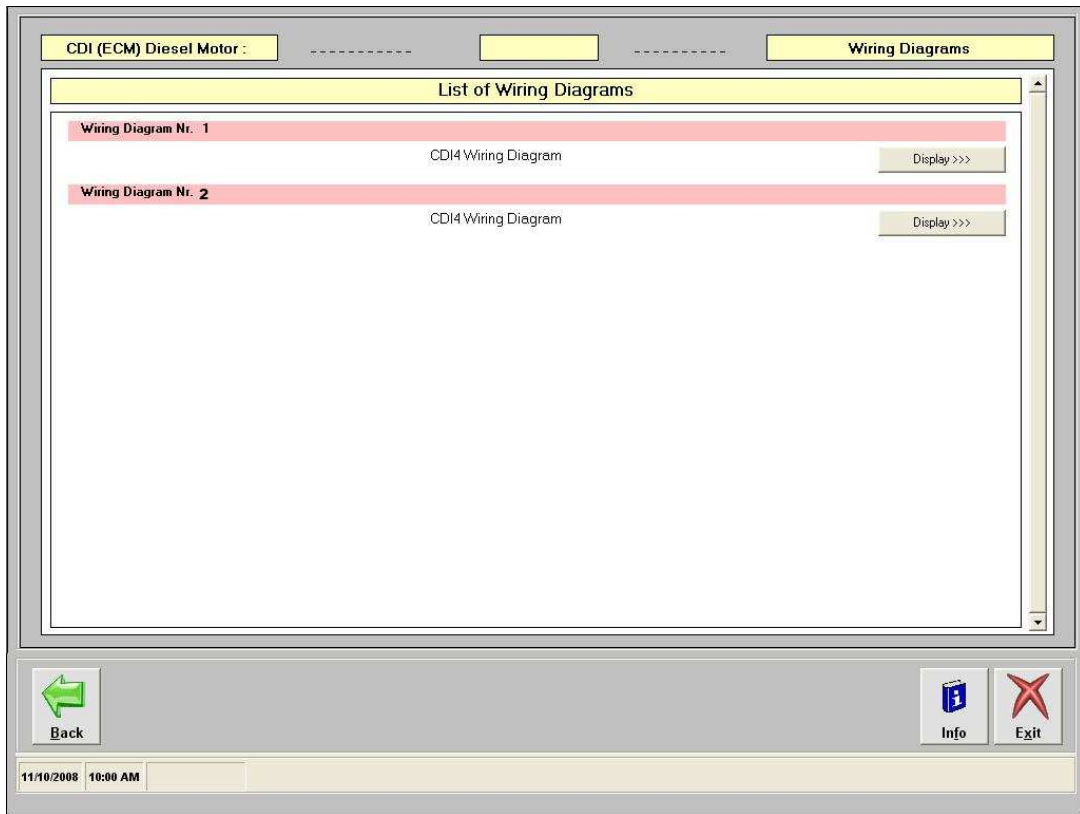 CDI (ECM) Diesel Motor : - - - - - - - - - - - - - - - - - - - - - Wiring Diagrams
List of Wiring Diagrams
Wiring Diagram Nr. 1
CDI4 Wiring Diagram Display >>>
Wiring Diagram Nr. 2
CDI4 Wiring Diagram Display >>>
Back Info Exit
11/10/2008 10:00 AM